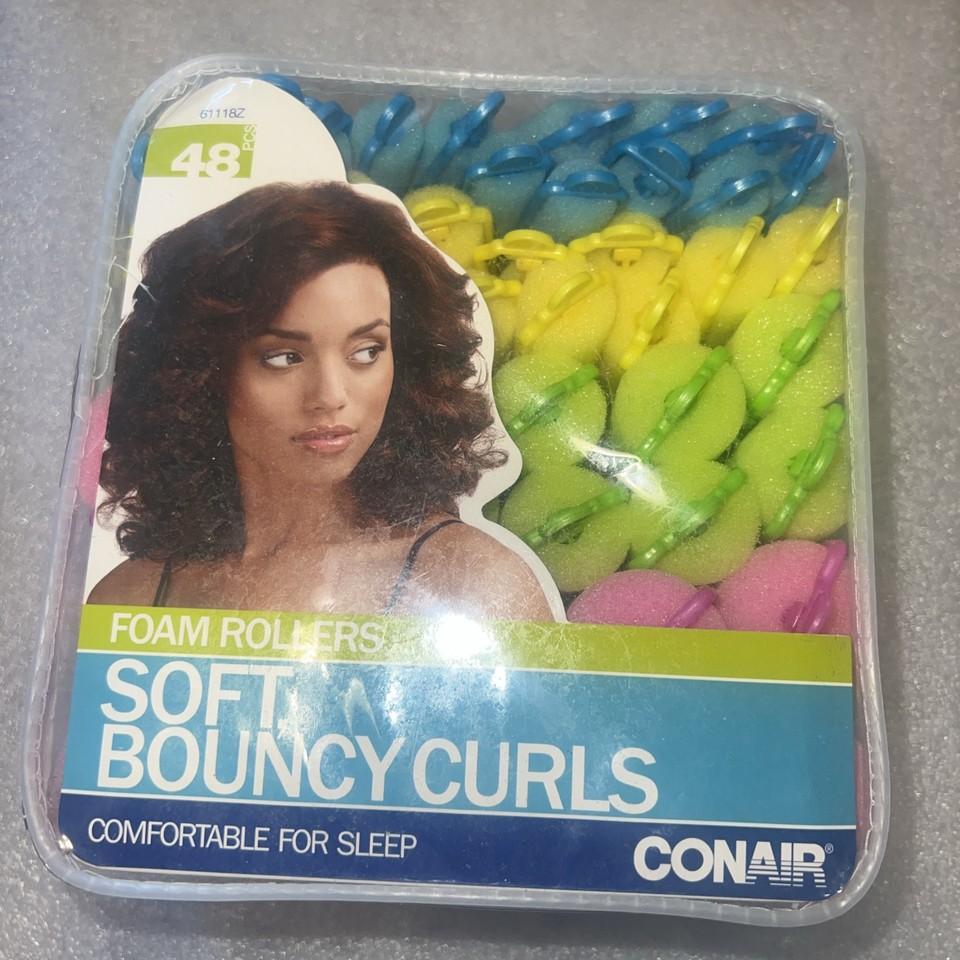 61118Z
48 PCS
FOAM ROLLERS
SOFT,
BOUNCY CURLS
COMFORTABLE FOR SLEEP
CONAIR®